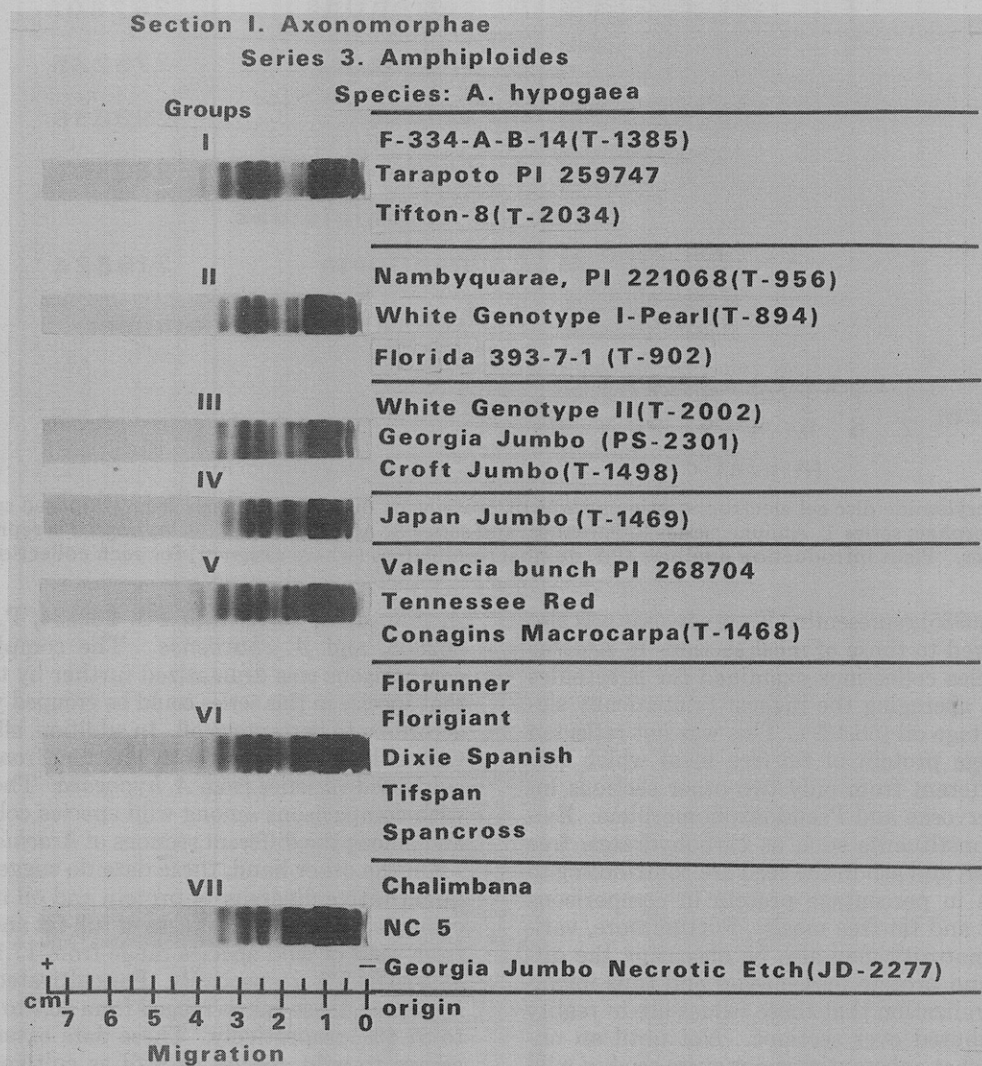 Section I. Axonomorphae
Series 3. Amphiploides
Species: A. hypogaea
Groups
I
F-334-A-B-14(T-1385)
Tarapoto PI 259747
Tifton-8(T-2034)
II
Nambyquarae, PI 221068(T-956)
White Genotype I-Pearl(T-894)
Florida 393-7-1 (T-902)
III
White Genotype II(T-2002)
Georgia Jumbo (PS-2301)
Croft Jumbo(T-1498)
IV
Japan Jumbo (T-1469)
V
Valencia bunch PI 268704
Tennessee Red
Conagins Macrocarpa(T-1468)
VI
Florunner
Florigiant
Dixie Spanish
Tifspan
Spancross
VII
Chalimbana
NC 5
Georgia Jumbo Necrotic Etch(JD-2277)
+ −
cm 7 6 5 4 3 2 1 0 origin
Migration